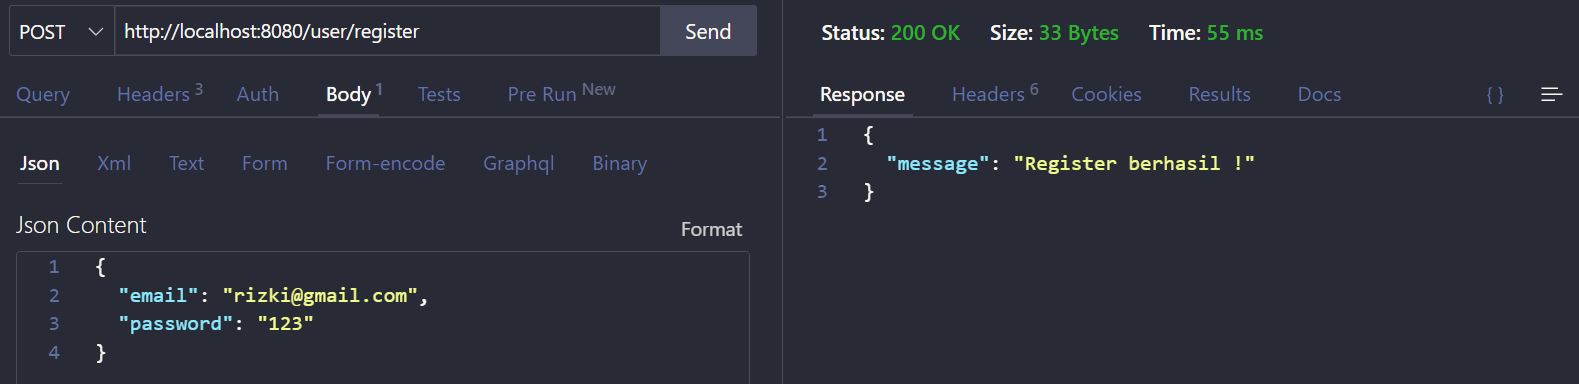 POST http://localhost:8080/user/register Send
Query Headers 3 Auth Body 1 Tests Pre Run New
Json Xml Text Form Form-encode Graphql Binary
Json Content Format
1 {
2 "email": "rizki@gmail.com",
3 "password": "123"
4 }
Status: 200 OK Size: 33 Bytes Time: 55 ms
Response Headers 6 Cookies Results Docs { }
1 {
2 "message": "Register berhasil !"
3 }